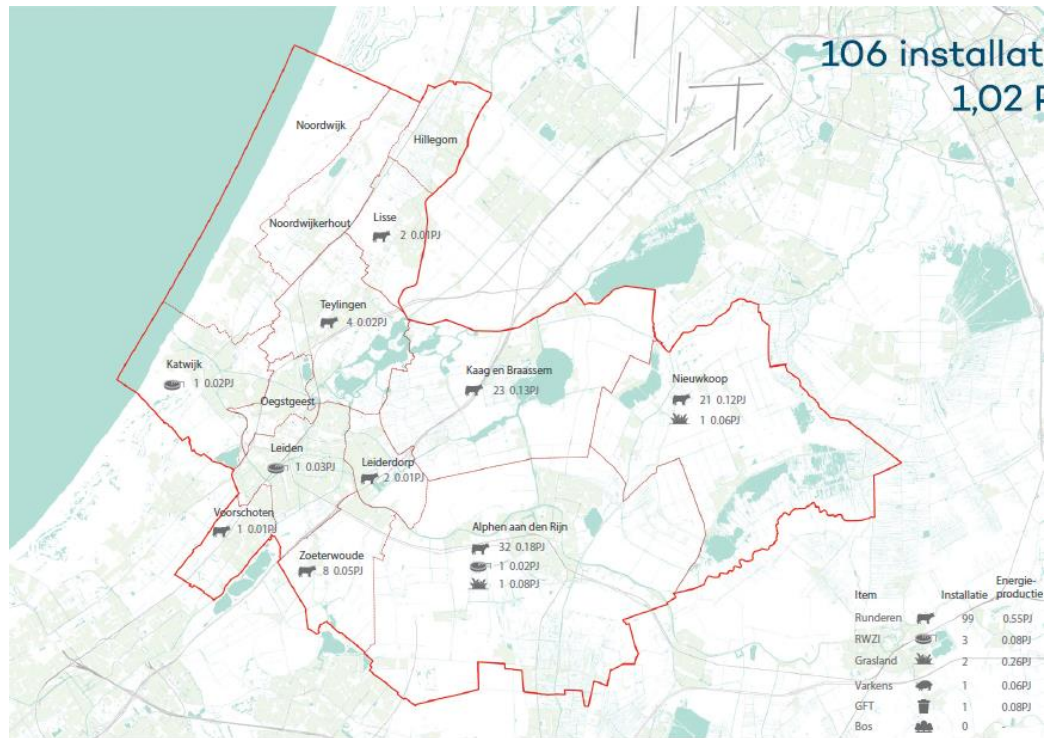 106 installat
1,02 P
Noordwijk
Hillegom
Noordwijkerhout
Lisse
2 0.01PJ
Teylingen
4 0.02PJ
Katwijk
1 0.02PJ
Oegstgeest
Kaag en Braassem
23 0.13PJ
Nieuwkoop
21 0.12PJ
1 0.06PJ
Leiden
1 0.03PJ
Leiderdorp
2 0.01PJ
Voorschoten
1 0.01PJ
Zoeterwoude
8 0.05PJ
Alphen aan den Rijn
32 0.18PJ
1 0.02PJ
1 0.08PJ
Item Installatie Energie-
productie
Runderen 99 0.55PJ
RWZI 3 0.08PJ
Grasland 2 0.26PJ
Varkens 1 0.06PJ
GFT 1 0.08PJ
Bos 0 -